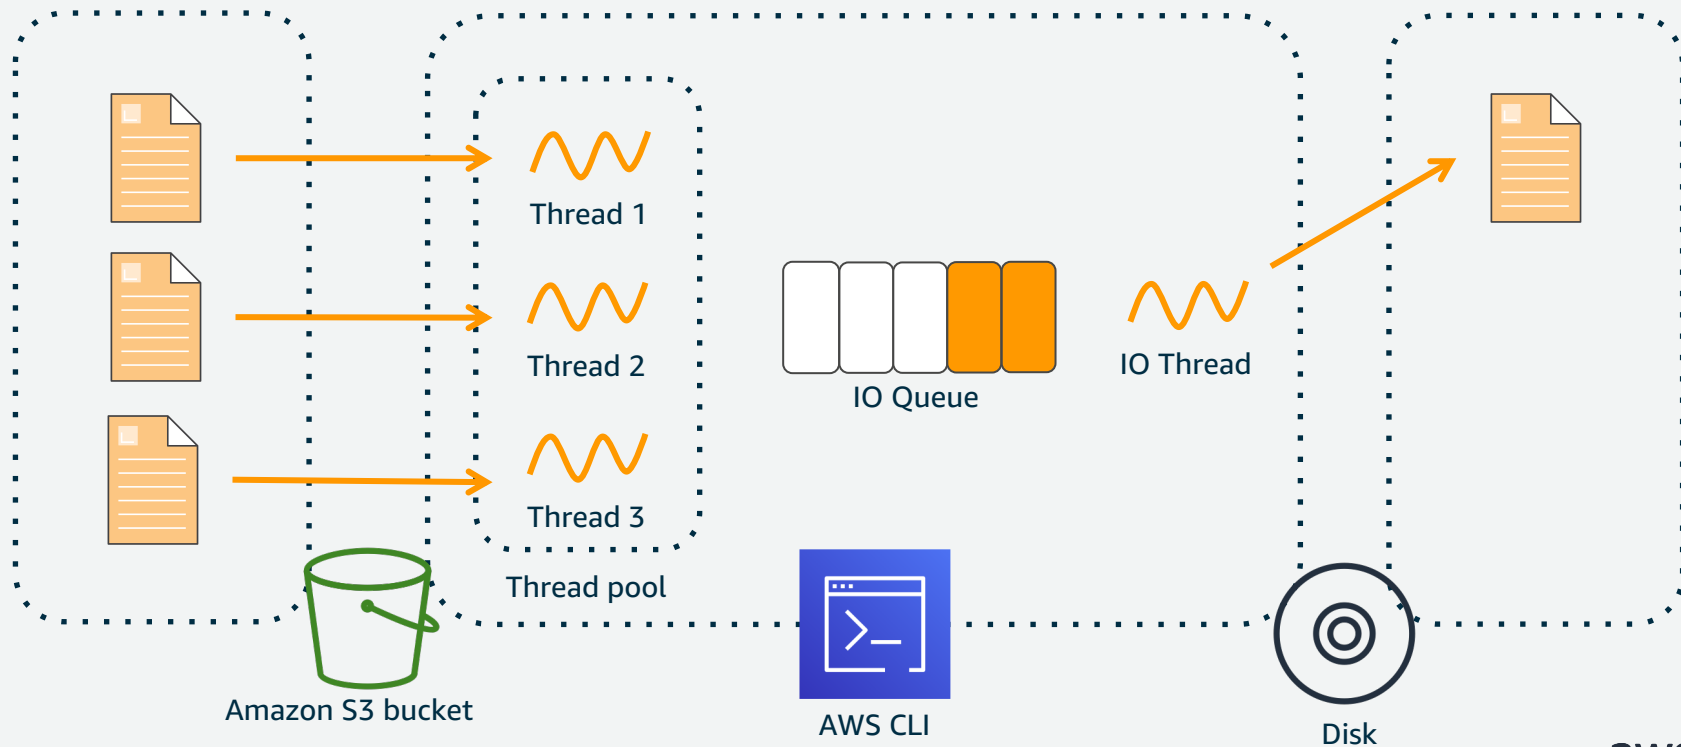 Thread 1
Thread 2
Thread 3
Thread pool
IO Queue
IO Thread
Amazon S3 bucket
AWS CLI
Disk